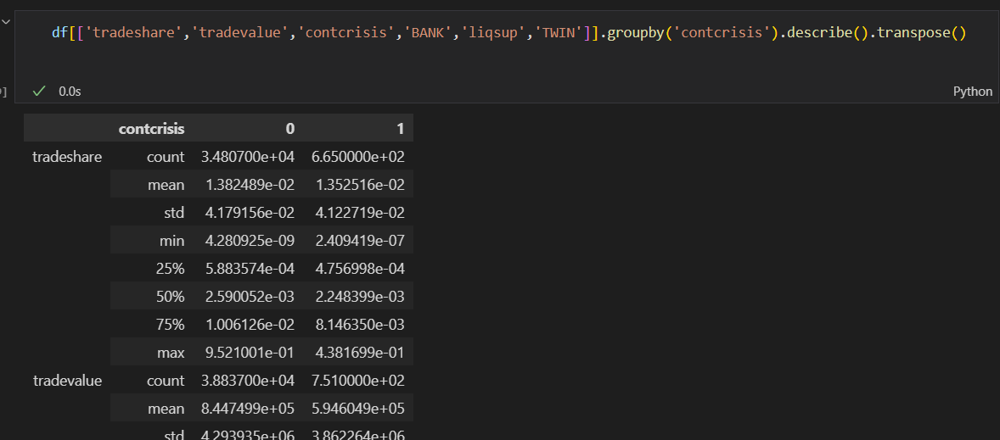 df[['tradeshare','tradevalue','contcrisis','BANK','liqsup','TWIN']].groupby('contcrisis').describe().transpose()
]
0.0s
Python
contcrisis 0 1
tradeshare count 3.480700e+04 6.650000e+02
mean 1.382489e-02 1.352516e-02
std 4.179156e-02 4.122719e-02
min 4.280925e-09 2.409419e-07
25% 5.883574e-04 4.756998e-04
50% 2.590052e-03 2.248399e-03
75% 1.006126e-02 8.146350e-03
max 9.521001e-01 4.381699e-01
tradevalue count 3.883700e+04 7.510000e+02
mean 8.447499e+05 5.946049e+05
std 4.293935e+06 3.862264e+06